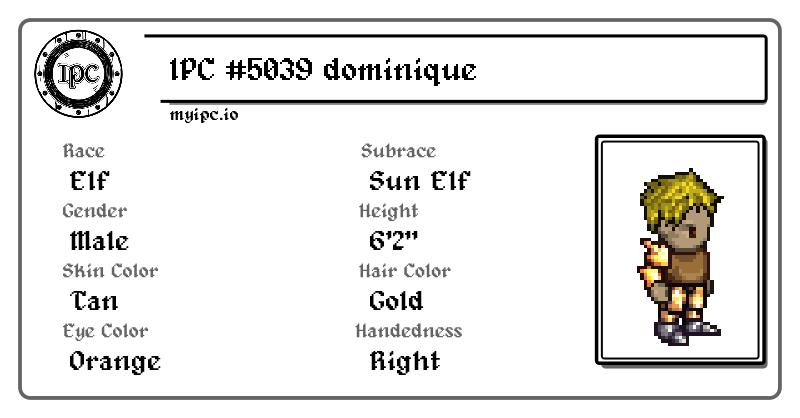 IPC
IPC #5039 dominique
myipc.io
Race
Elf
Subrace
Sun Elf
Gender
Male
Height
6'2"
Skin Color
Tan
Hair Color
Gold
Eye Color
Orange
Handedness
Right